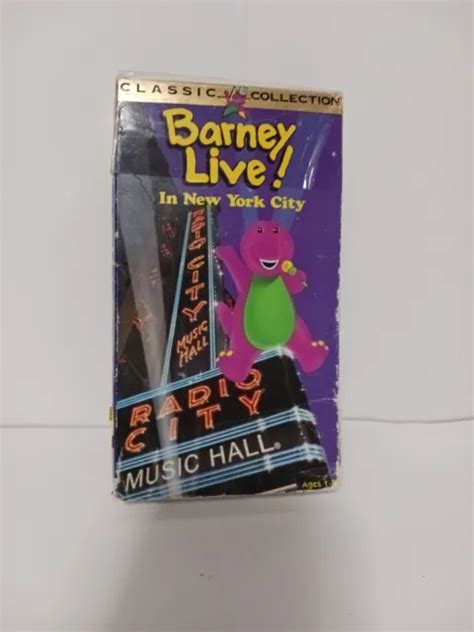 CLASSIC COLLECTION
Barney
Live!
In New York City
RADIO CITY
MUSIC
HALL
RADIO
CITY
MUSIC HALL®